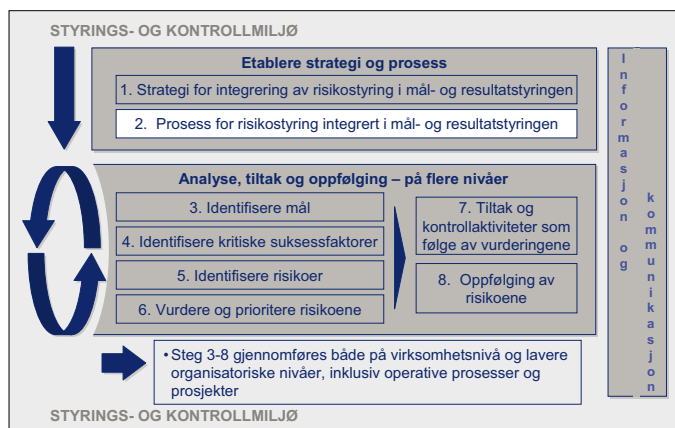 STYRINGS- OG KONTROLLMILJØ
Etablere strategi og prosess
1. Strategi for integrering av risikostyring i mål- og resultatstyringen
2. Prosess for risikostyring integrert i mål- og resultatstyringen
Analyse, tiltak og oppfølging – på flere nivåer
3. Identifisere mål
4. Identifisere kritiske suksessfaktorer
5. Identifisere risikoer
6. Vurdere og prioritere risikoene
7. Tiltak og
kontrollaktiviteter som
følge av vurderingene
8. Oppfølging av
risikoene
• Steg 3-8 gjennomføres både på virksomhetsnivå og lavere
organisatoriske nivåer, inklusiv operative prosesser og
prosjekter
STYRINGS- OG KONTROLLMILJØ
Informasjon og
kommunikasjon